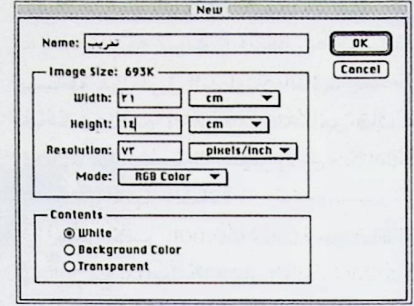 New
Name: تدريب
OK
Cancel
Image Size: 693K
Width: ٢١ cm
Height: ١٤ cm
Resolution: ٧٢ pixels/inch
Mode: RGB Color
Contents
White
Background Color
Transparent